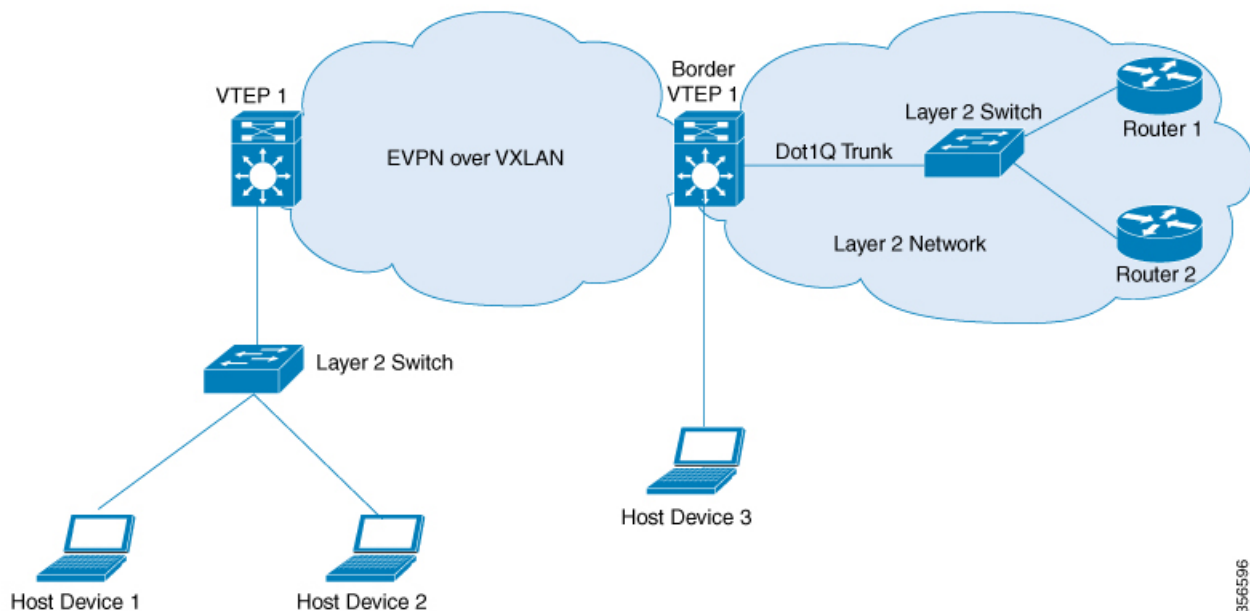 VTEP 1
Border
VTEP 1
EVPN over VXLAN
Dot1Q Trunk
Layer 2 Switch
Router 1
Layer 2 Network
Router 2
Layer 2 Switch
Host Device 3
Host Device 1
Host Device 2
356596